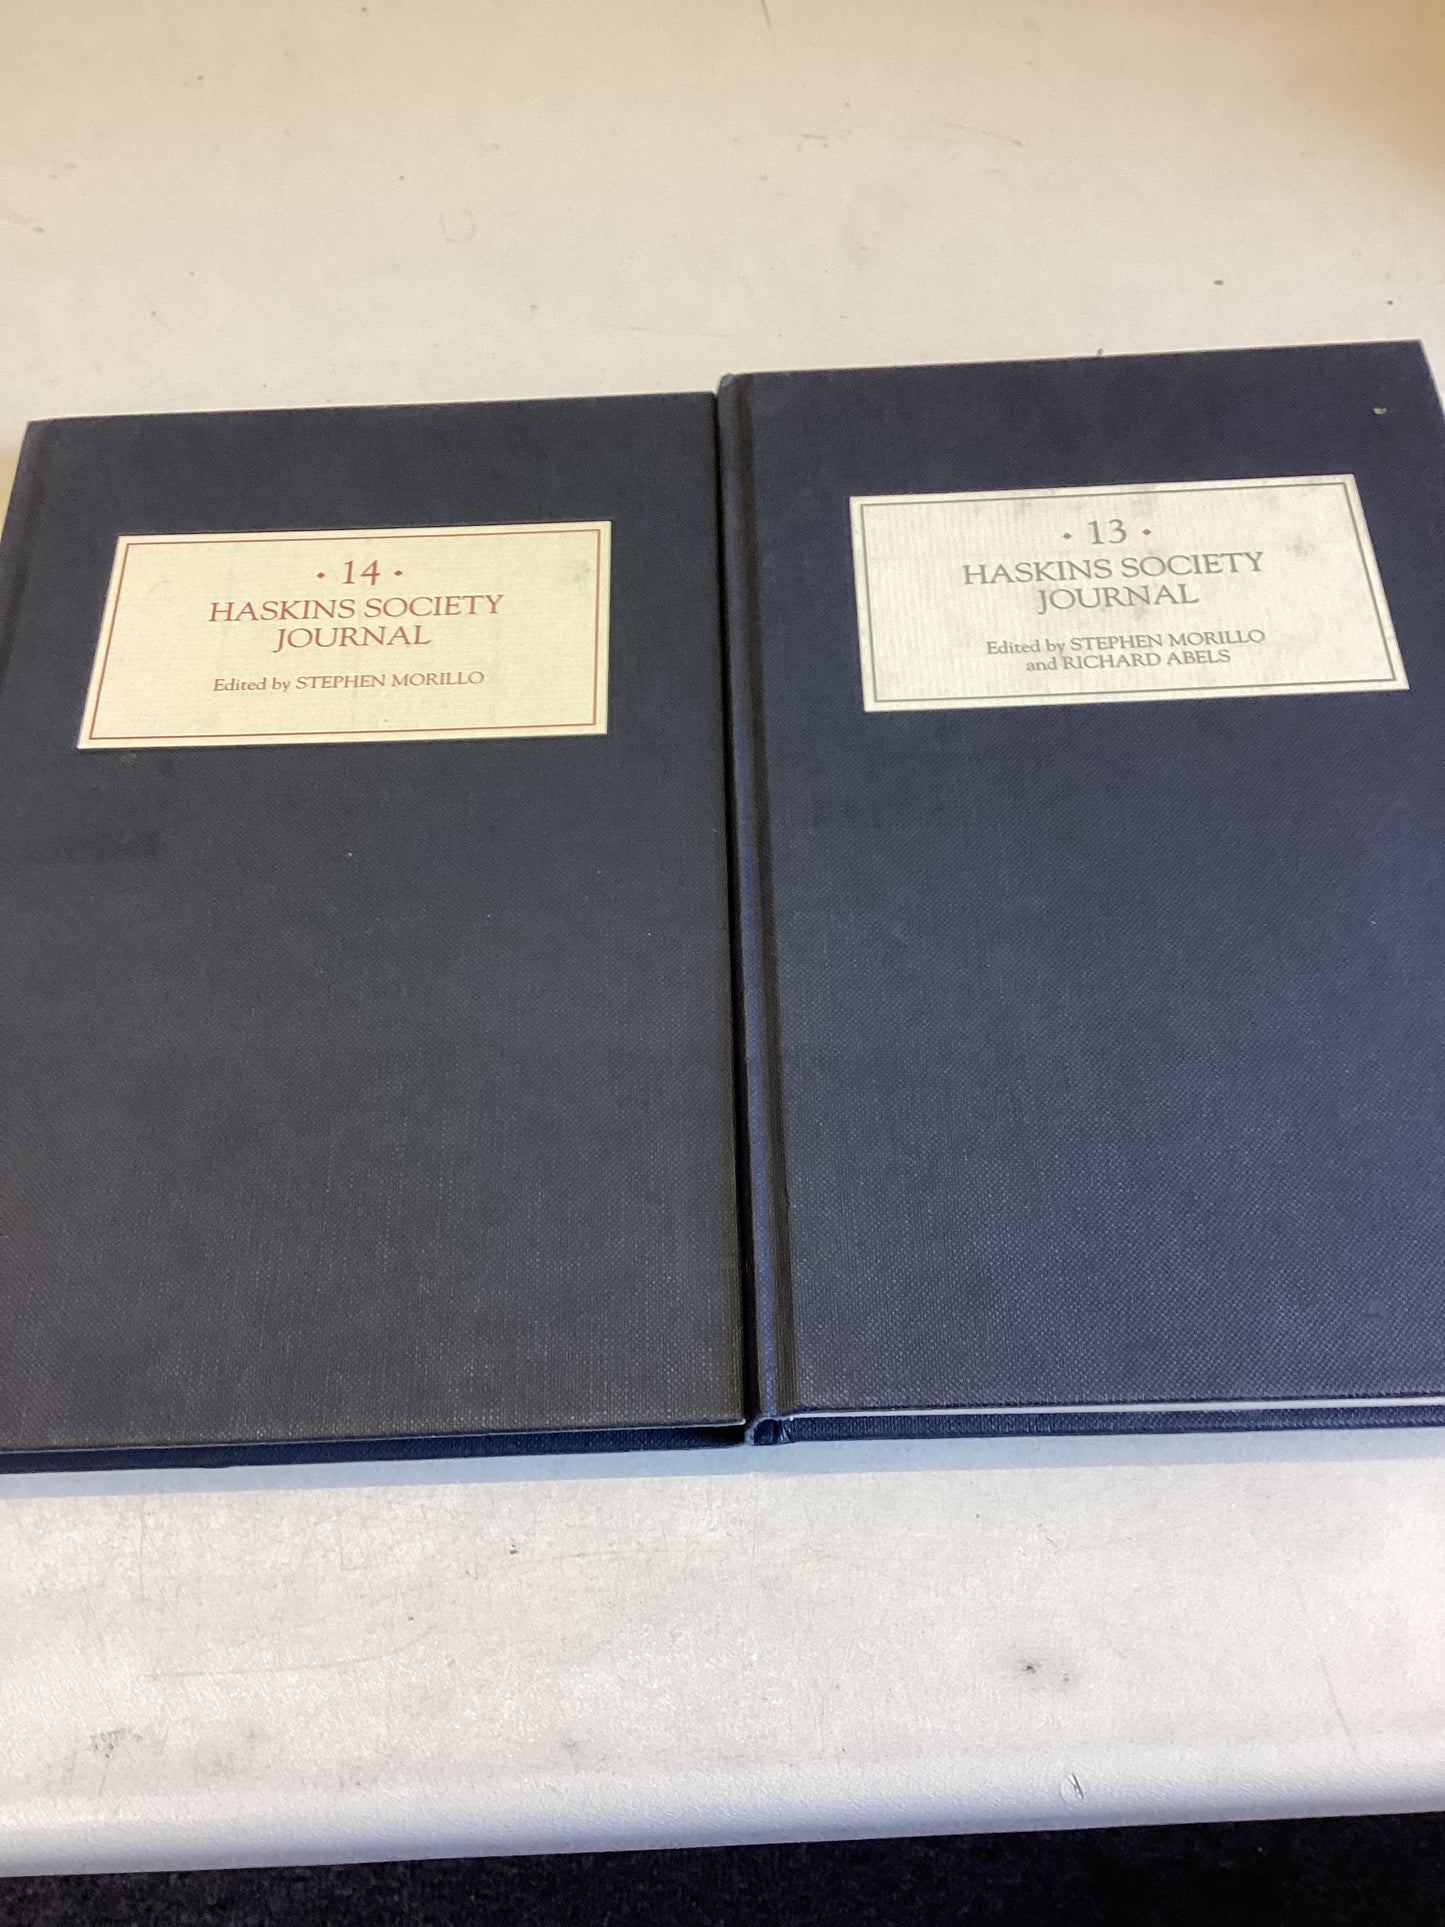 • 14 •
HASKINS SOCIETY
JOURNAL
Edited by STEPHEN MORILLO
• 13 •
HASKINS SOCIETY
JOURNAL
Edited by STEPHEN MORILLO
and RICHARD ABELS